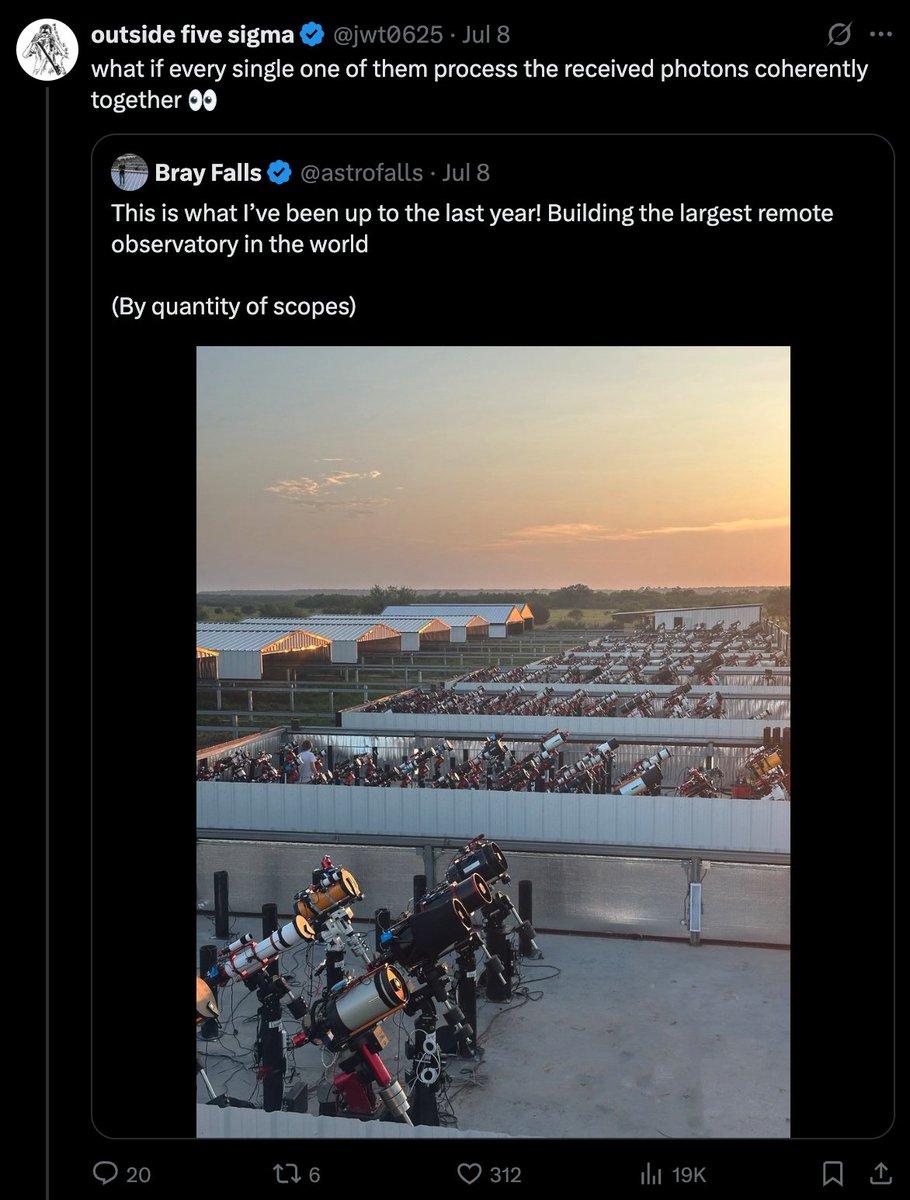 outside five sigma @jwt0625 · Jul 8
what if every single one of them process the received photons coherently
together 👀
Bray Falls @astrofalls · Jul 8
This is what I’ve been up to the last year! Building the largest remote
observatory in the world
(By quantity of scopes)
20 6 312 19K